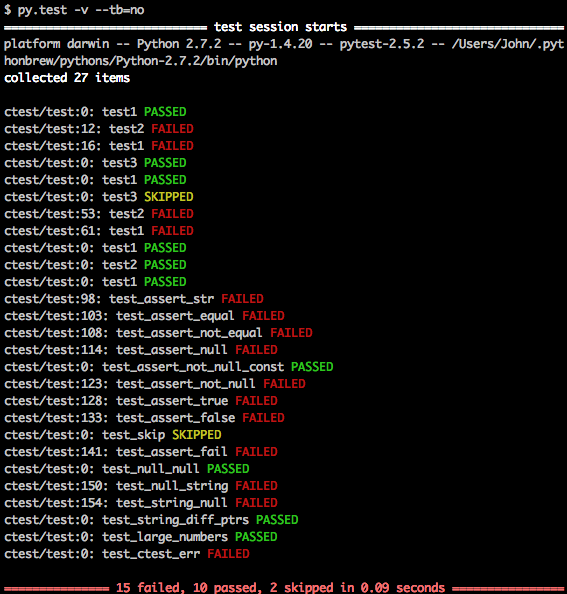 $ py.test -v --tb=no
============================= test session starts ==============================
platform darwin -- Python 2.7.2 -- py-1.4.20 -- pytest-2.5.2 -- /Users/John/.pyt
honbrew/pythons/Python-2.7.2/bin/python
collected 27 items
ctest/test:0: test1 PASSED
ctest/test:12: test2 FAILED
ctest/test:16: test1 FAILED
ctest/test:0: test3 PASSED
ctest/test:0: test1 PASSED
ctest/test:0: test3 SKIPPED
ctest/test:53: test2 FAILED
ctest/test:61: test1 FAILED
ctest/test:0: test1 PASSED
ctest/test:0: test2 PASSED
ctest/test:0: test1 PASSED
ctest/test:98: test_assert_str FAILED
ctest/test:103: test_assert_equal FAILED
ctest/test:108: test_assert_not_equal FAILED
ctest/test:114: test_assert_null FAILED
ctest/test:0: test_assert_not_null_const PASSED
ctest/test:123: test_assert_not_null FAILED
ctest/test:128: test_assert_true FAILED
ctest/test:133: test_assert_false FAILED
ctest/test:0: test_skip SKIPPED
ctest/test:141: test_assert_fail FAILED
ctest/test:0: test_null_null PASSED
ctest/test:150: test_null_string FAILED
ctest/test:154: test_string_null FAILED
ctest/test:0: test_string_diff_ptrs PASSED
ctest/test:0: test_large_numbers PASSED
ctest/test:0: test_ctest_err FAILED
=============== 15 failed, 10 passed, 2 skipped in 0.09 seconds ================